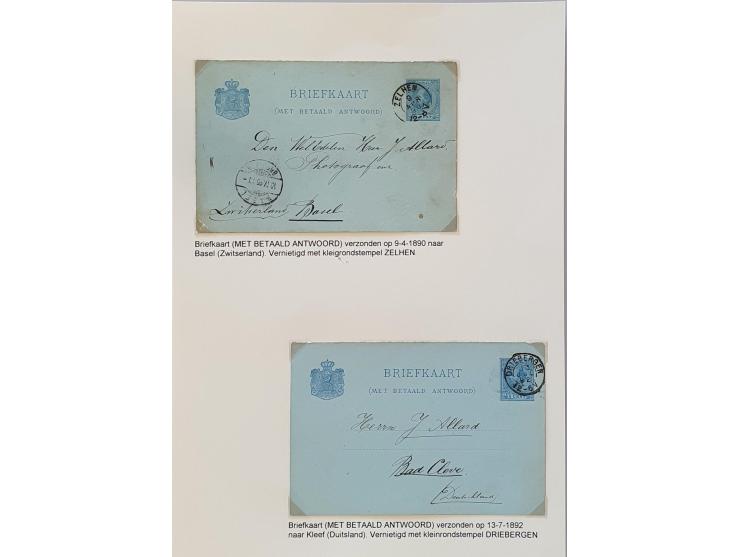 BRIEFKAART
(MET BETAALD ANTWOORD)
ZELHEN
Den Heer J. Allard
Photograaf
Zwitserland Basel
Briefkaart (MET BETAALD ANTWOORD) verzonden op 9-4-1890 naar
Basel (Zwitserland). Vernietigd met kleigrondstempel ZELHEN
BRIEFKAART
(MET BETAALD ANTWOORD)
DRIEBERGEN
Herrn J Allard
Bad Cleve
(Deutschland)
Briefkaart (MET BETAALD ANTWOORD) verzonden op 13-7-1892
naar Kleef (Duitsland). Vernietigd met kleinrondstempel DRIEBERGEN